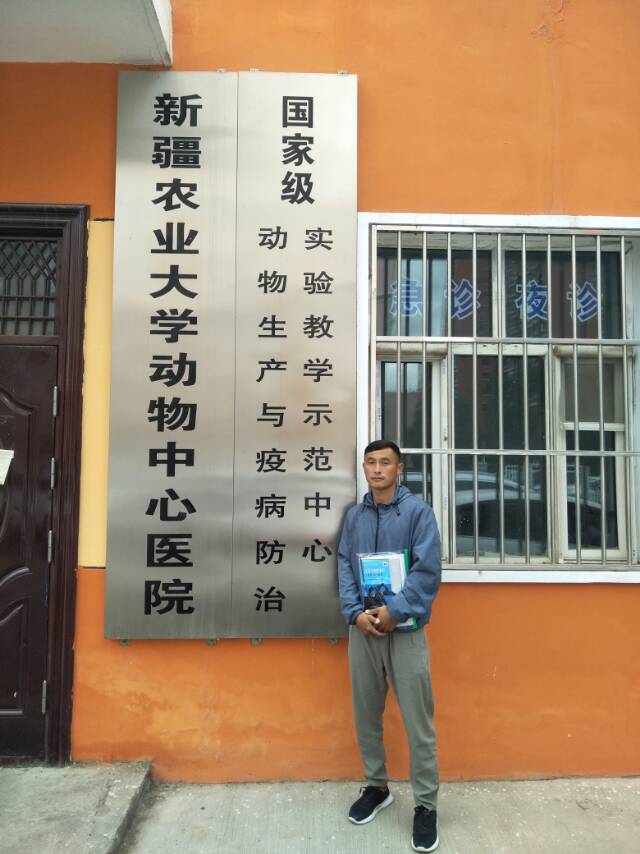 新疆农业大学动物中心医院
国家级
实验教学示范中心
动物生产与疫病防治
急诊 夜诊